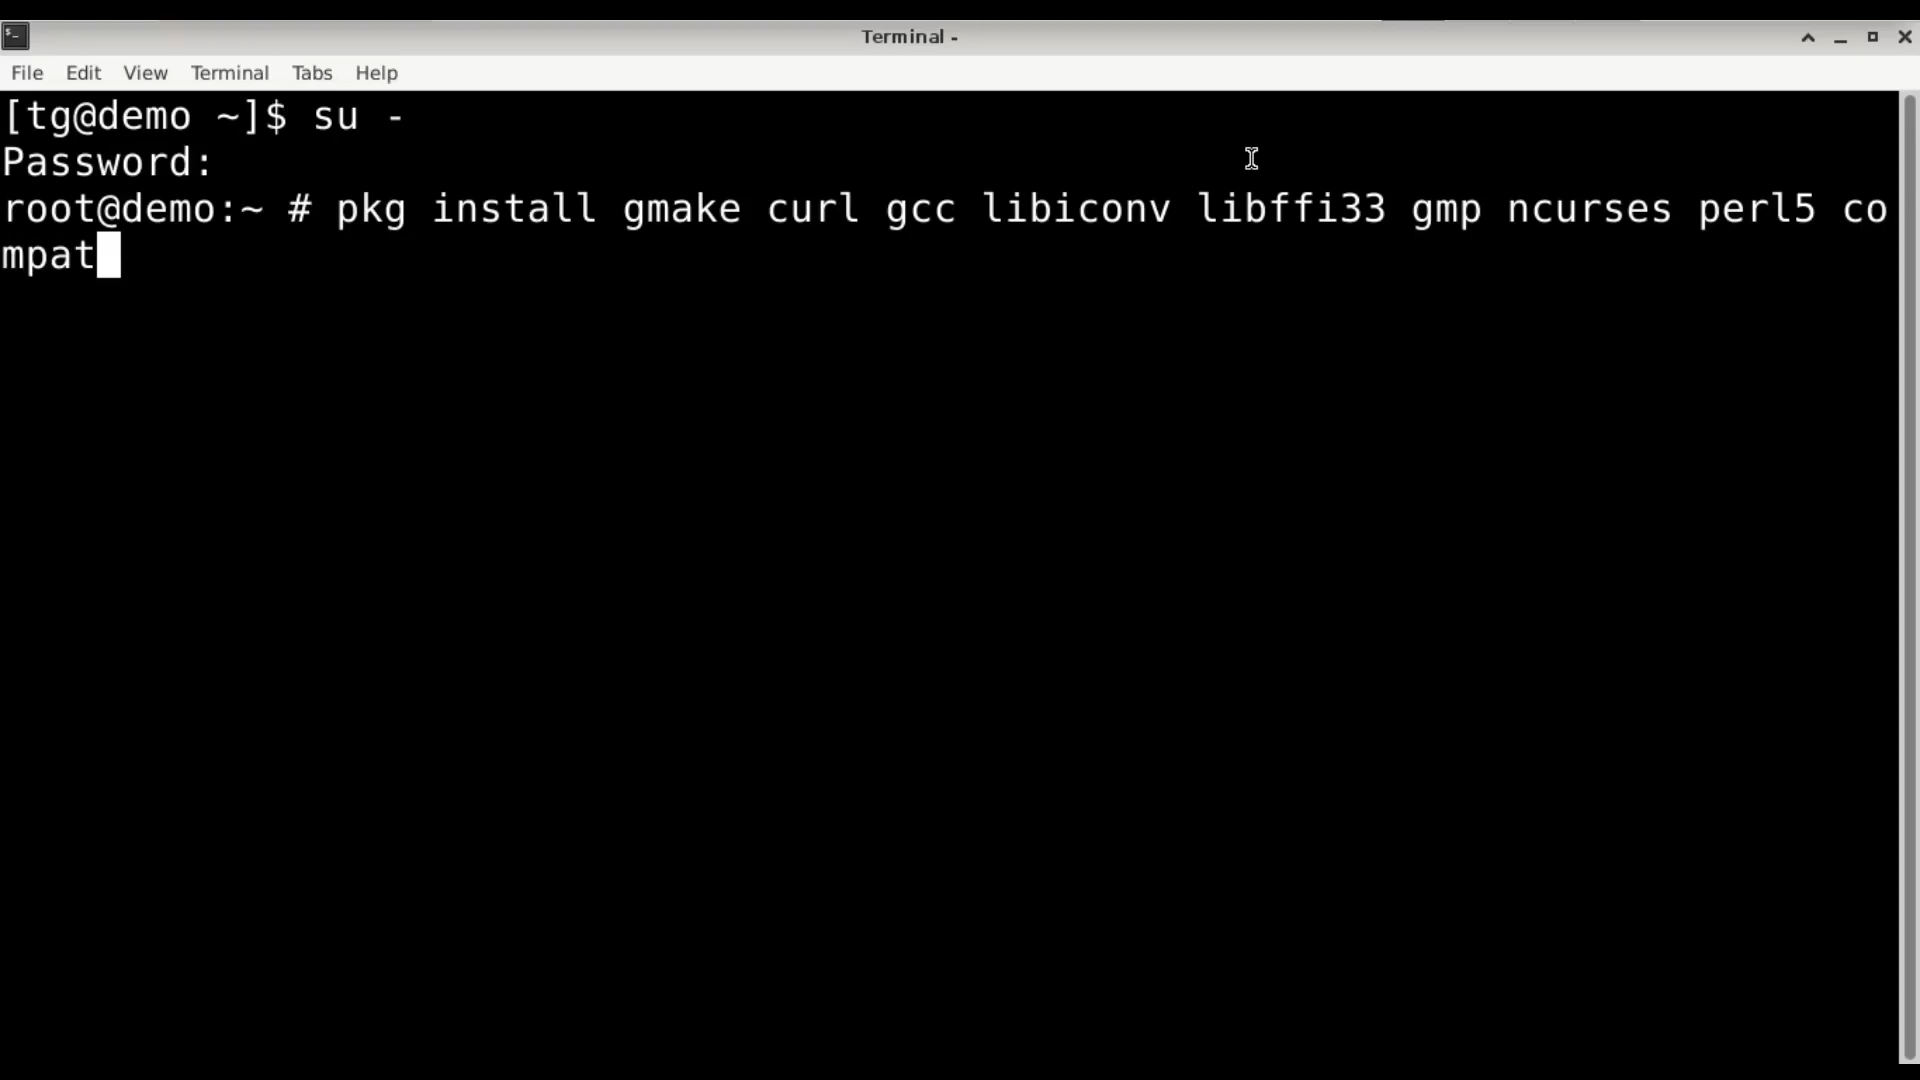 Terminal -
File Edit View Terminal Tabs Help
[tg@demo ~]$ su -
Password:
root@demo:~ # pkg install gmake curl gcc libiconv libffi33 gmp ncurses perl5 co
mpat